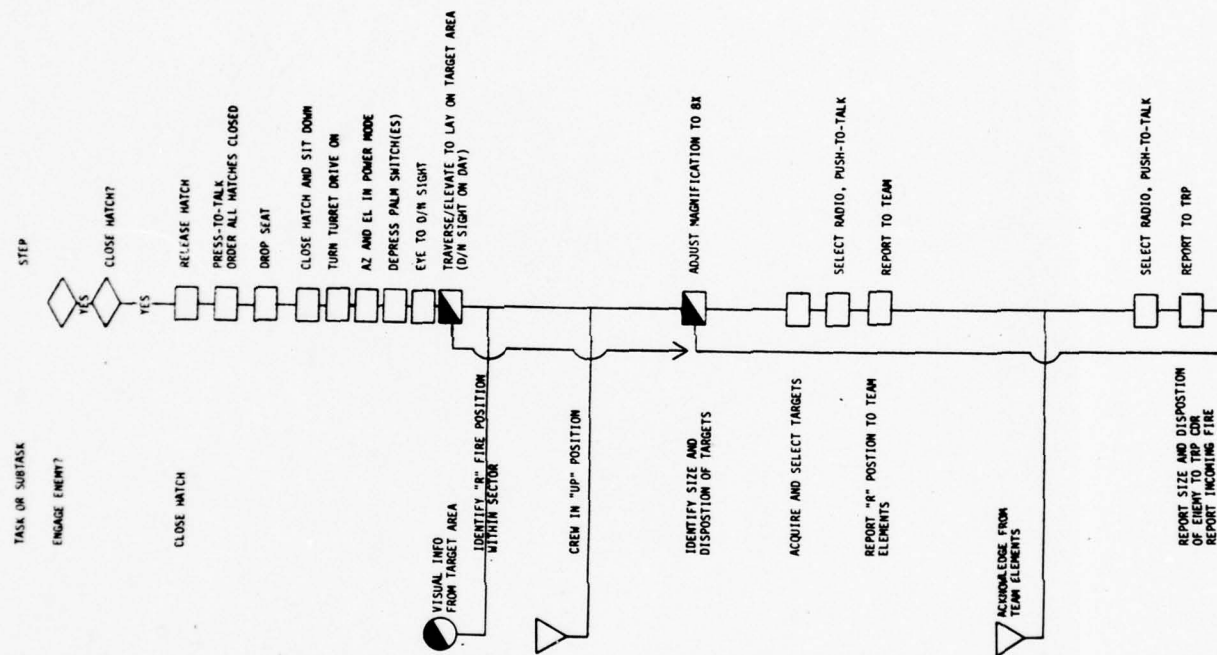 TASK OR SUBTASK
STEP
ENGAGE ENEMY?
YES
CLOSE HATCH?
YES
CLOSE HATCH
RELEASE HATCH
PRESS-TO-TALK
ORDER ALL HATCHES CLOSED
DROP SEAT
CLOSE HATCH AND SIT DOWN
TURN TURRET DRIVE ON
AZ AND EL IN POWER MODE
DEPRESS PALM SWITCH(ES)
EYE TO D/N SIGHT
TRAVERSE/ELEVATE TO LAY ON TARGET AREA
(D/N SIGHT ON DAY)
VISUAL INFO
FROM TARGET AREA
IDENTIFY "R" FIRE POSITION
WITHIN SECTOR
CREW IN "UP" POSITION
IDENTIFY SIZE AND
DISPOSTION OF TARGETS
ADJUST MAGNIFICATION TO 8X
ACQUIRE AND SELECT TARGETS
SELECT RADIO, PUSH-TO-TALK
REPORT "R" POSTION TO TEAM
ELEMENTS
REPORT TO TEAM
ACKNOWLEDGE FROM
TEAM ELEMENTS
SELECT RADIO, PUSH-TO-TALK
REPORT SIZE AND DISPOSTION
OF ENEMY TO TRP CDR
REPORT INCOMING FIRE
REPORT TO TRP